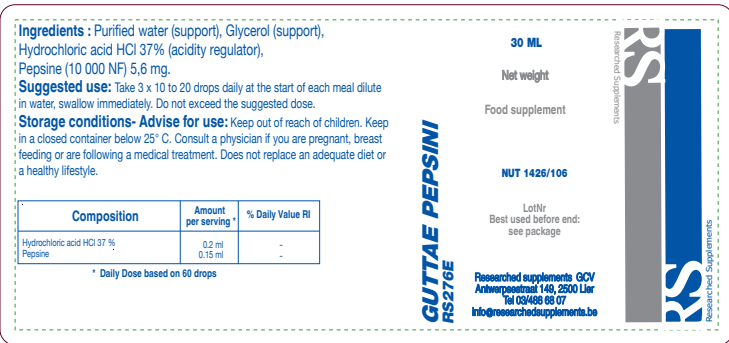 Ingredients : Purified water (support), Glycerol (support),
Hydrochloric acid HCl 37% (acidity regulator),
Pepsine (10 000 NF) 5,6 mg.
Suggested use: Take 3 x 10 to 20 drops daily at the start of each meal dilute
in water, swallow immediately. Do not exceed the suggested dose.
Storage conditions- Advise for use: Keep out of reach of children. Keep
in a closed container below 25° C. Consult a physician if you are pregnant, breast
feeding or are following a medical treatment. Does not replace an adequate diet or
a healthy lifestyle.
Composition
Amount
per serving *
% Daily Value RI
Hydrochloric acid HCl 37 % 0.2 ml -
Pepsine 0.15 ml -
* Daily Dose based on 60 drops
GUTTAE PEPSINI
RS276E
30 ML
Net weight
Food supplement
NUT 1426/106
LotNr
Best used before end:
see package
Researched supplements GCV
Antwerpsestraat 149, 2500 Lier
Tel 03/488 68 07
info@researchedsupplements.be
RS
Researched Supplements
RS
Researched Supplements